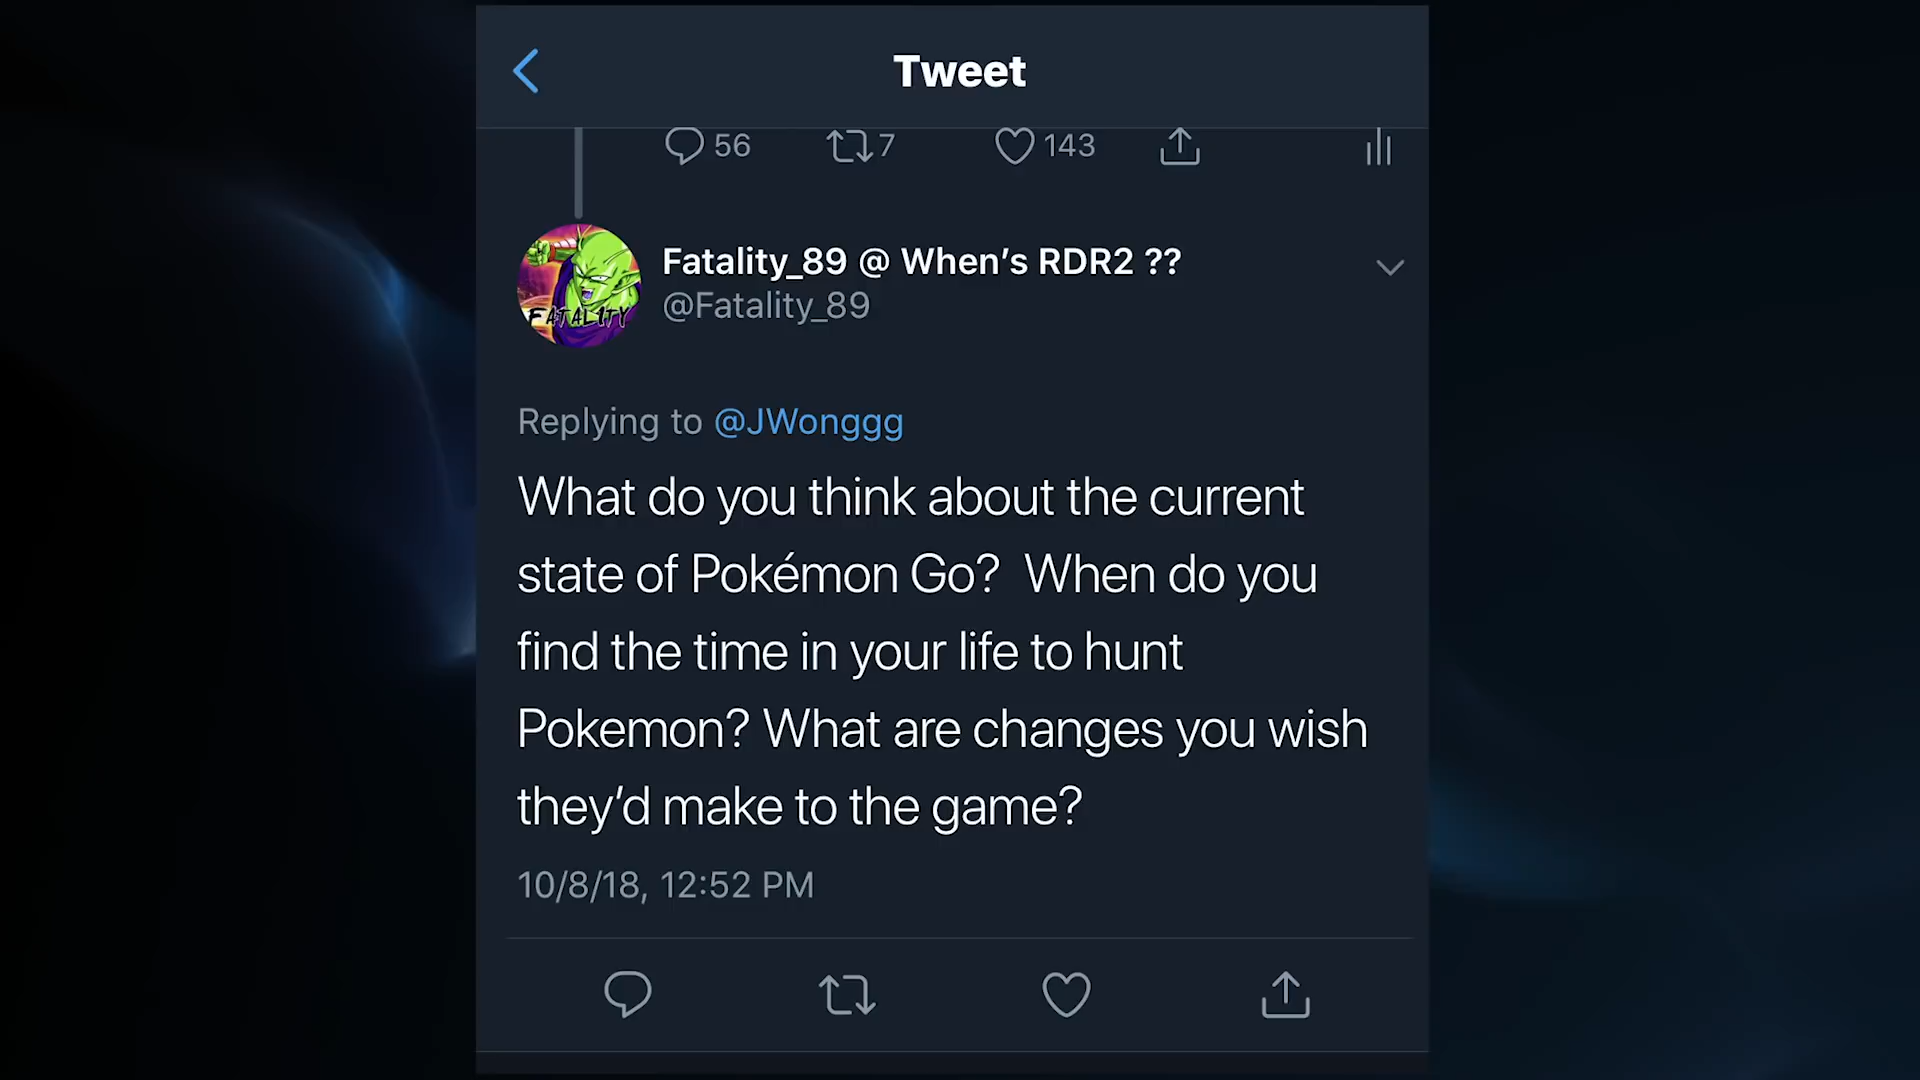 Tweet
56 7 143
Fatality_89 @ When's RDR2 ??
@Fatality_89
FATAL1TY
Replying to @JWonggg
What do you think about the current
state of Pokémon Go?  When do you
find the time in your life to hunt
Pokemon? What are changes you wish
they'd make to the game?
10/8/18, 12:52 PM